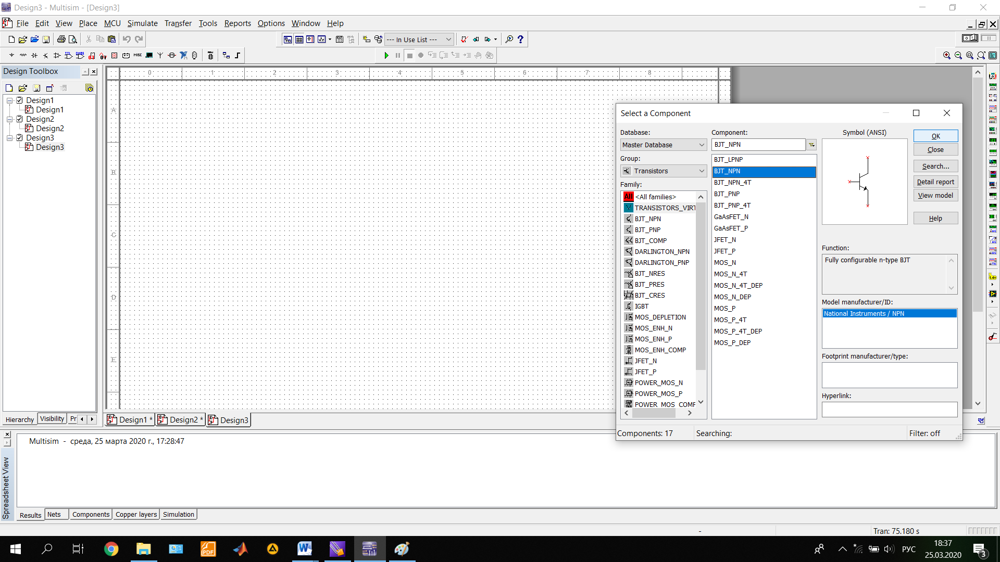 Design3 - Multisim - [Design3]
File Edit View Place MCU Simulate Transfer Tools Reports Options Window Help
--- In Use List ---
Design Toolbox
Design1
Design1
Design2
Design2
Design3
Design3
Hierarchy Visibility Pr
0 1 2 3 4 5 6 7 8
A
B
C
D
E
Design1 * Design2 * Design3
Select a Component
Database:
Master Database
Group:
Transistors
Family:
All <All families>
TRANSISTORS_VIRT
BJT_NPN
BJT_PNP
BJT_COMP
DARLINGTON_NPN
DARLINGTON_PNP
BJT_NRES
BJT_PRES
BJT_CRES
IGBT
MOS_DEPLETION
MOS_ENH_N
MOS_ENH_P
MOS_ENH_COMP
JFET_N
JFET_P
POWER_MOS_N
POWER_MOS_P
POWER_MOS_COMP
Component:
BJT_NPN
BJT_LPNP
BJT_NPN
BJT_NPN_4T
BJT_PNP
BJT_PNP_4T
GaAsFET_N
GaAsFET_P
JFET_N
JFET_P
MOS_N
MOS_N_4T
MOS_N_4T_DEP
MOS_N_DEP
MOS_P
MOS_P_4T
MOS_P_4T_DEP
MOS_P_DEP
Symbol (ANSI)
OK
Close
Search...
Detail report
View model
Help
Function:
Fully configurable n-type BJT
Model manufacturer/ID:
National Instruments / NPN
Footprint manufacturer/type:
Hyperlink:
Components: 17 Searching: Filter: off
Spreadsheet View
Multisim - среда, 25 марта 2020 г., 17:28:47
Results Nets Components Copper layers Simulation
- Tran: 75.180 s
РУС
18:37
25.03.2020
3